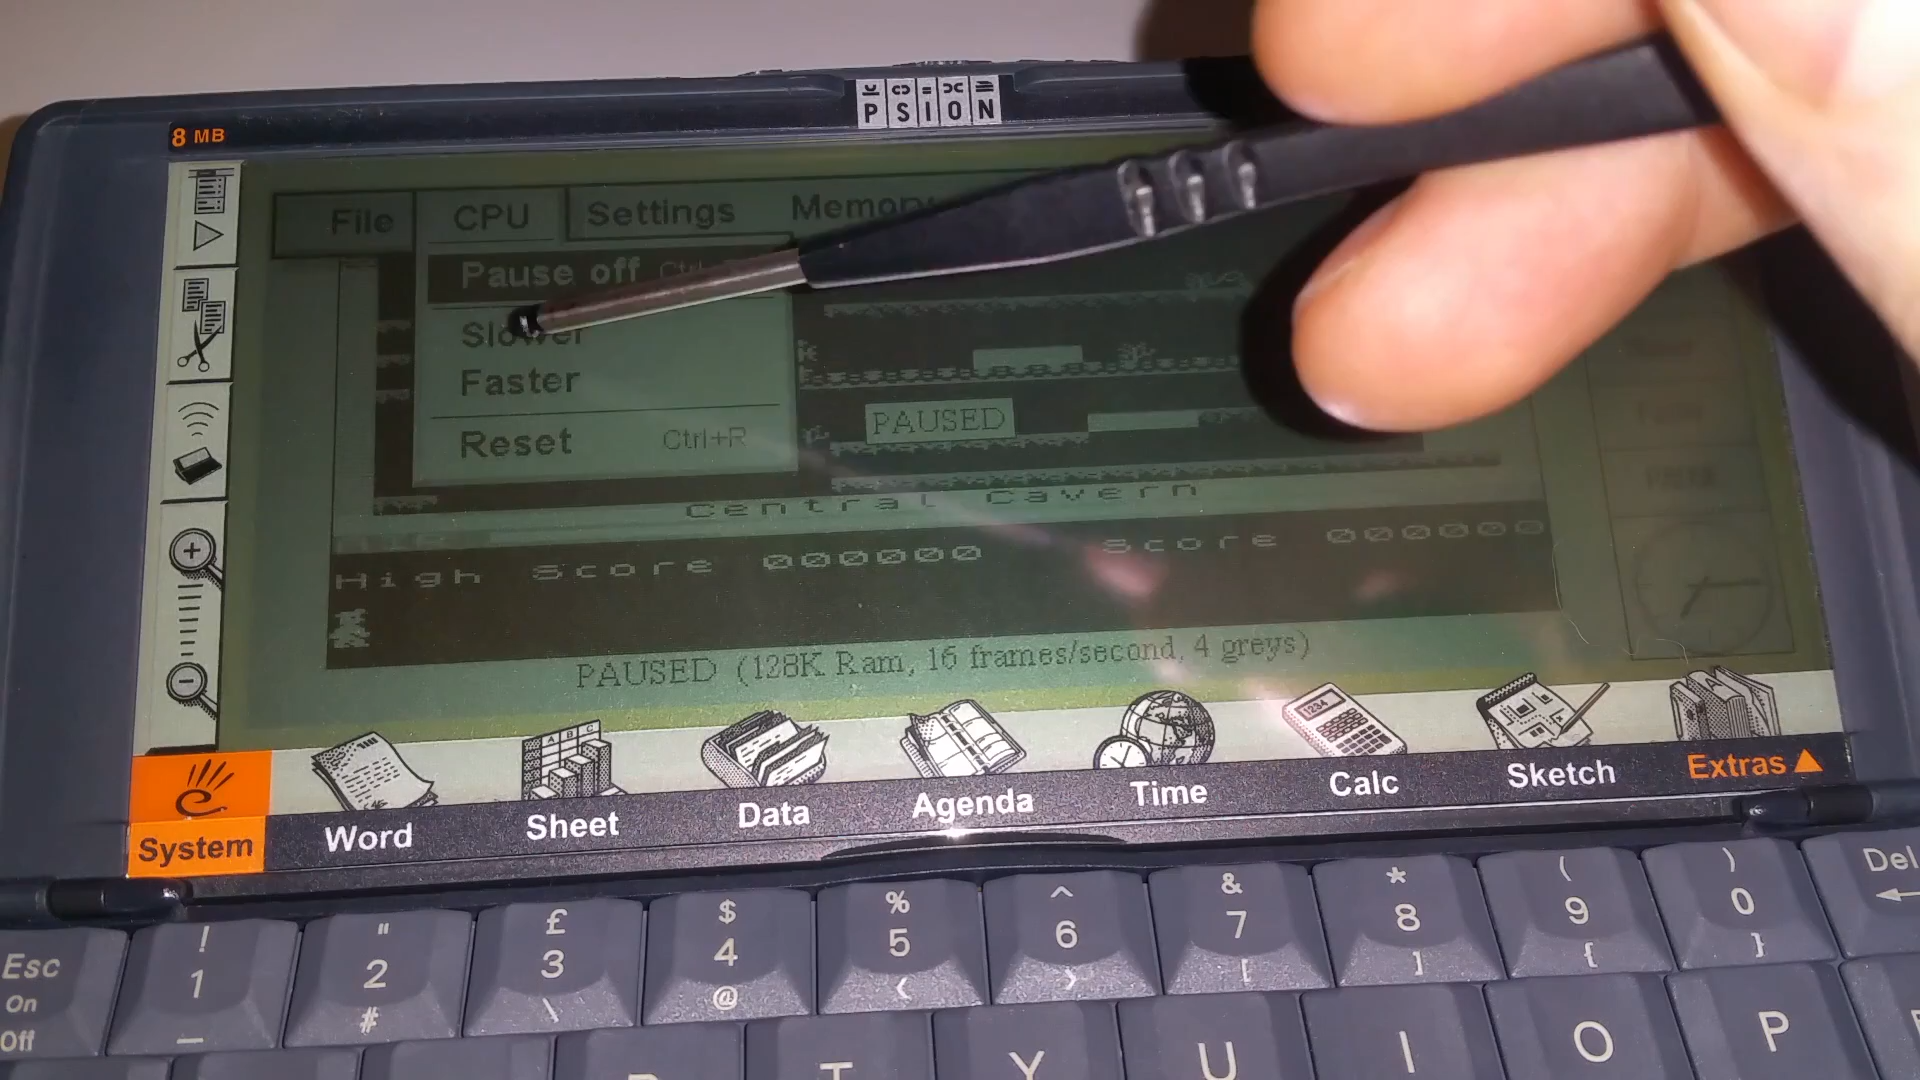 PSION
8 MB
File CPU Settings Memory
Pause off
Slower
Faster
Reset Ctrl+R
PAUSED
Central Cavern
High Score 000000 Score 000000
PAUSED (128K Ram, 16 frames/second, 4 greys)
System Word Sheet Data Agenda Time Calc Sketch Extras
! " £ $ % ^ & * ( ) Del
Esc 1 2 3 4 5 6 7 8 9 0
On _ # \ @ < > [ ] { }
Off
T Y U I O P